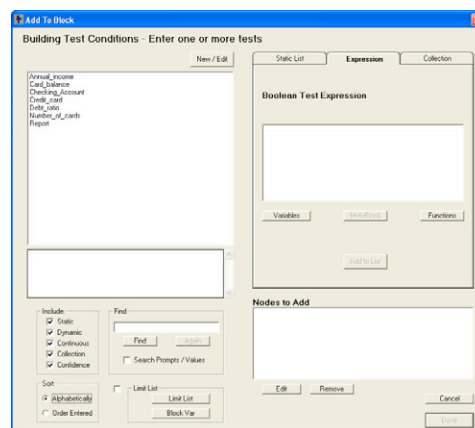 Add To Block
Building Test Conditions - Enter one or more tests
New / Edit
Annual_income
Card_balance
Checking_Account
Credit_card
Debt_ratio
Number_of_cards
Report
Static List
Expression
Collection
Boolean Test Expression
Variables
MetaBlock
Functions
Add to List
Include:
Static
Dynamic
Continuous
Collection
Confidence
Find
Find
Again
Search Prompts / Values
Sort
Alphabetically
Order Entered
Limit List
Limit List
Block Var
Nodes to Add
Edit
Remove
Cancel
Done